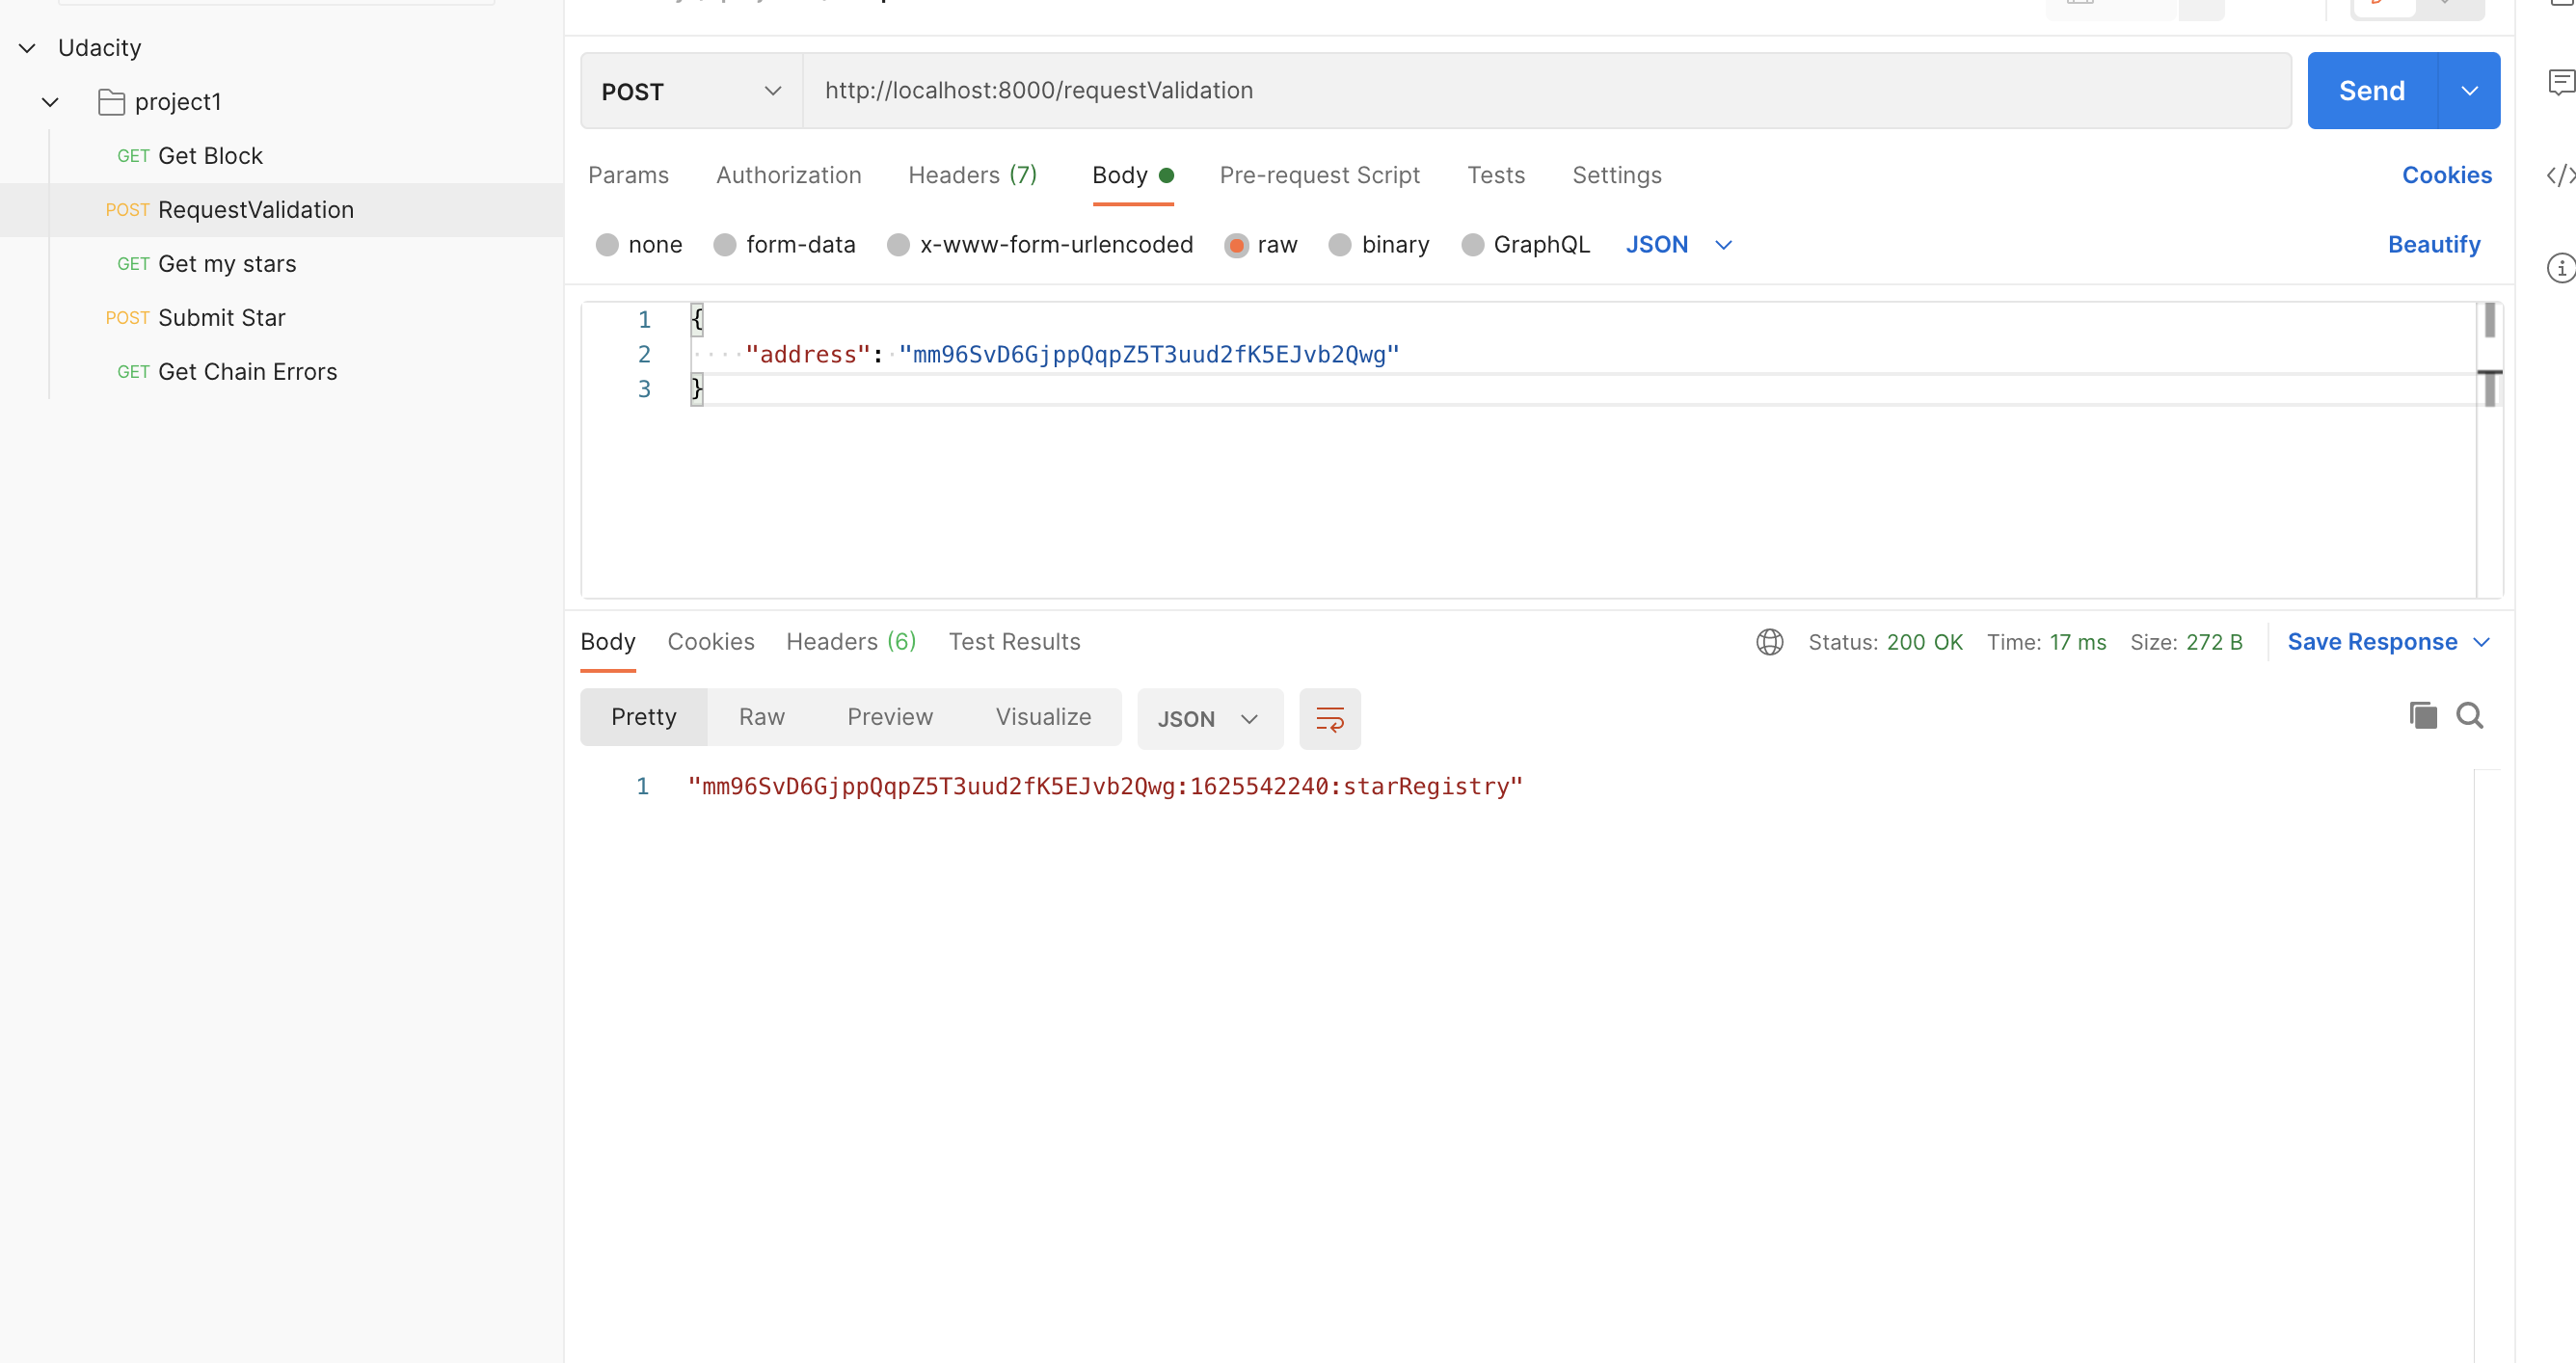 Udacity
project1
GET Get Block
POST RequestValidation
GET Get my stars
POST Submit Star
GET Get Chain Errors
POST http://localhost:8000/requestValidation Send
Params Authorization Headers (7) Body Pre-request Script Tests Settings Cookies
none form-data x-www-form-urlencoded raw binary GraphQL JSON Beautify
1 {
2 "address": "mm96SvD6GjppQqpZ5T3uud2fK5EJvb2Qwg"
3 }
Body Cookies Headers (6) Test Results Status: 200 OK Time: 17 ms Size: 272 B Save Response
Pretty Raw Preview Visualize JSON
1 "mm96SvD6GjppQqpZ5T3uud2fK5EJvb2Qwg:1625542240:starRegistry"